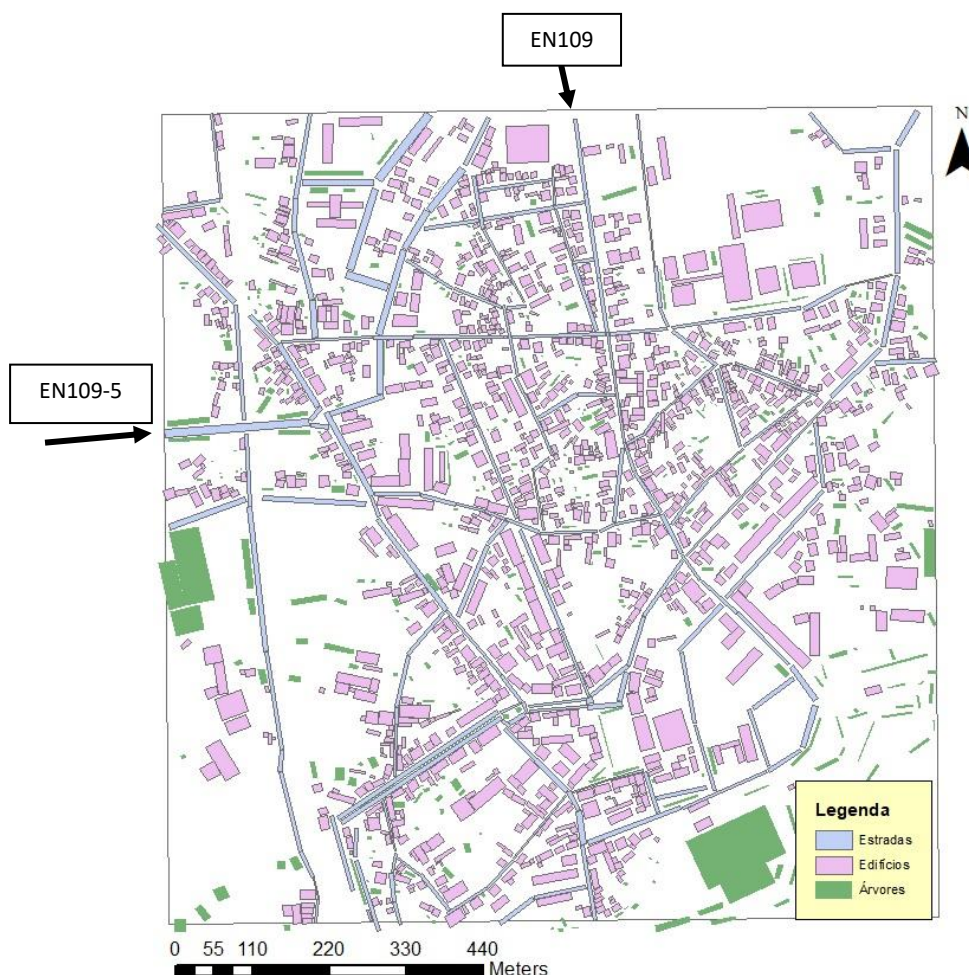 EN109
N
EN109-5
Legenda
Estradas
Edifícios
Árvores
0 55 110 220 330 440
Meters